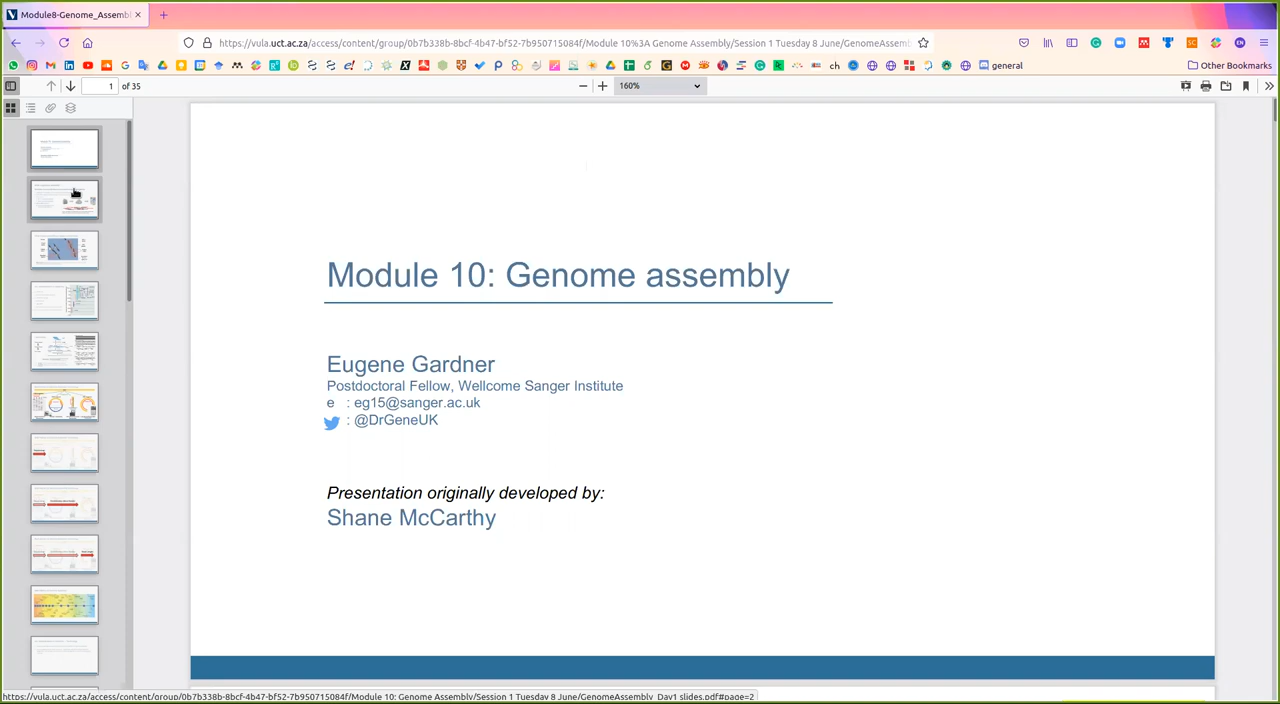 Module8-Genome_Assembl
https://vula.uct.ac.za/access/content/group/0b7b338b-8bcf-4b47-bf52-7b950715084f/Module 10%3A Genome Assembly/Session 1 Tuesday 8 June/GenomeAssemb
ch
general
Other Bookmarks
1 of 35
160%
Module 10: Genome assembly
Eugene Gardner
Postdoctoral Fellow, Wellcome Sanger Institute
e : eg15@sanger.ac.uk
: @DrGeneUK
Presentation originally developed by:
Shane McCarthy
https://vula.uct.ac.za/access/content/group/0b7b338b-8bcf-4b47-bf52-7b950715084f/Module 10: Genome Assembly/Session 1 Tuesday 8 June/GenomeAssembly_Day1 slides.pdf#page=2